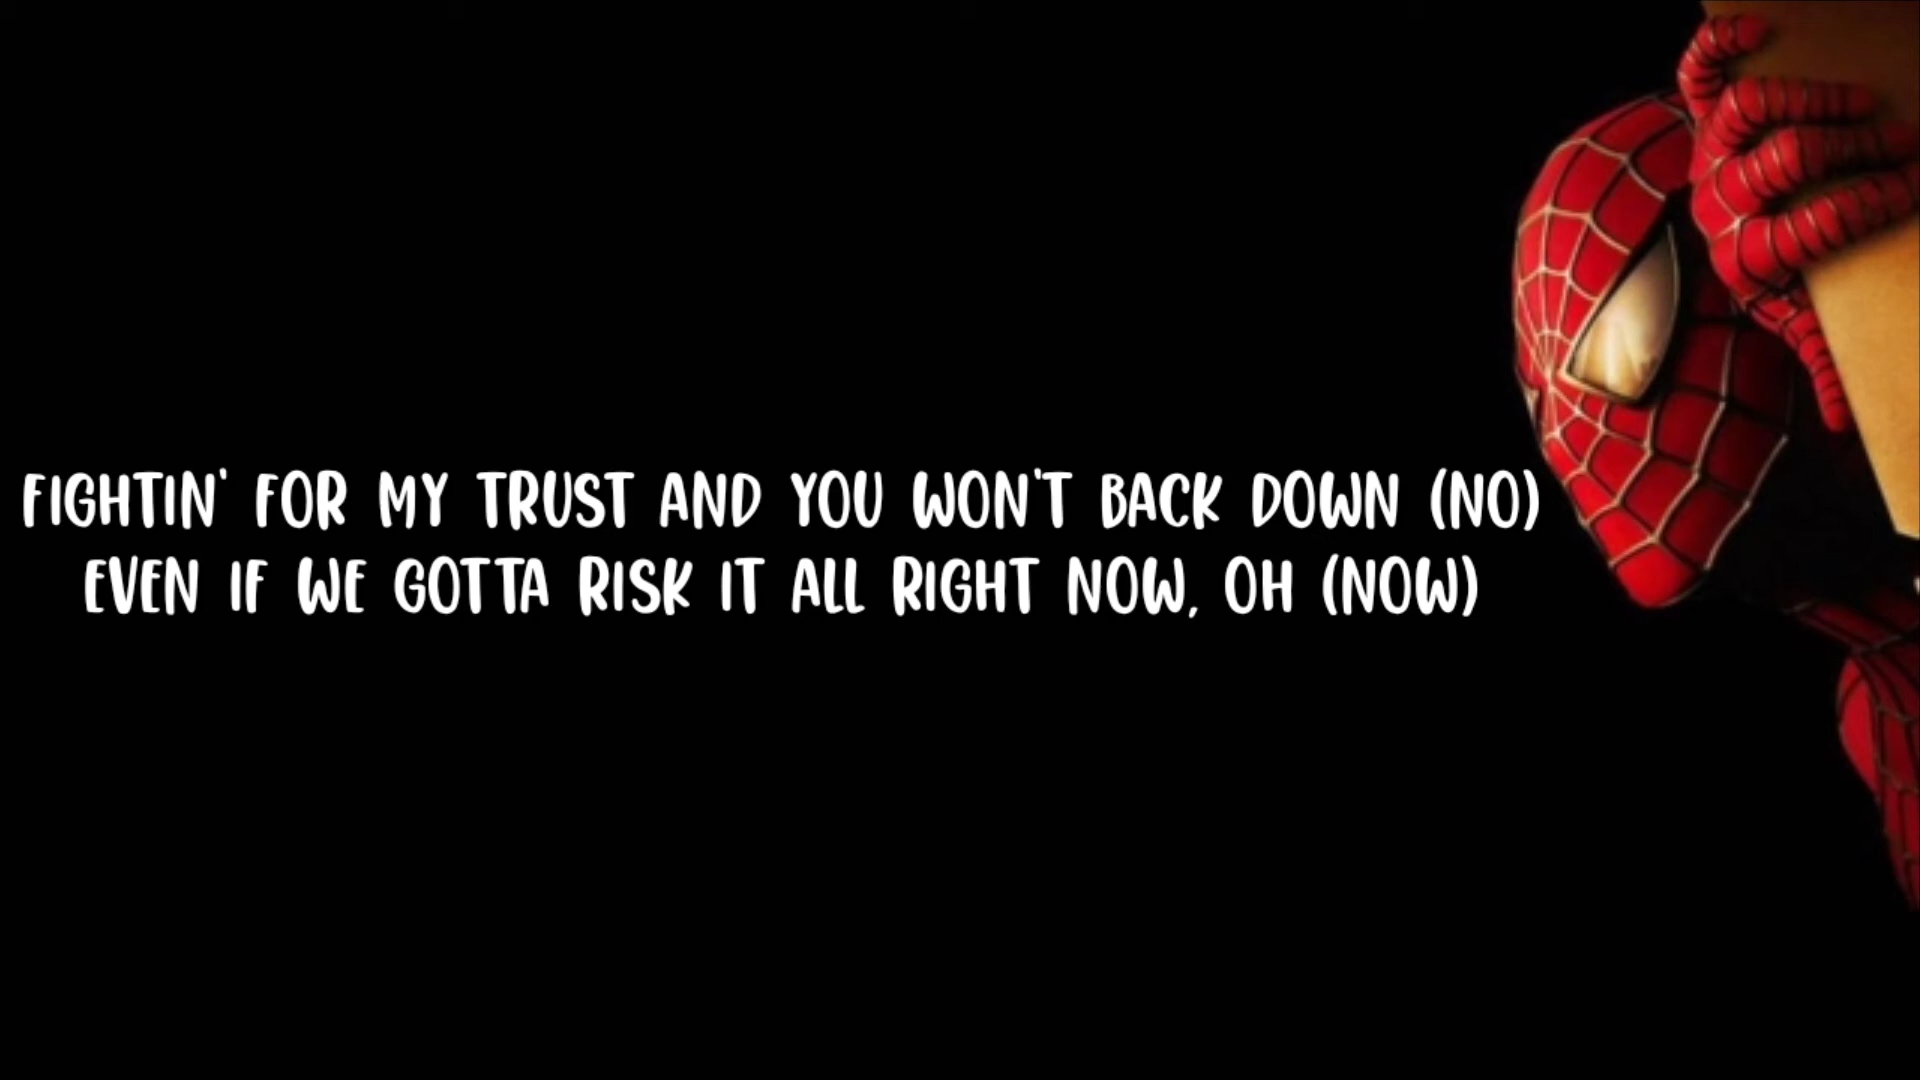 FIGHTIN' FOR MY TRUST AND YOU WON'T BACK DOWN (NO)
EVEN IF WE GOTTA RISK IT ALL RIGHT NOW, OH (NOW)